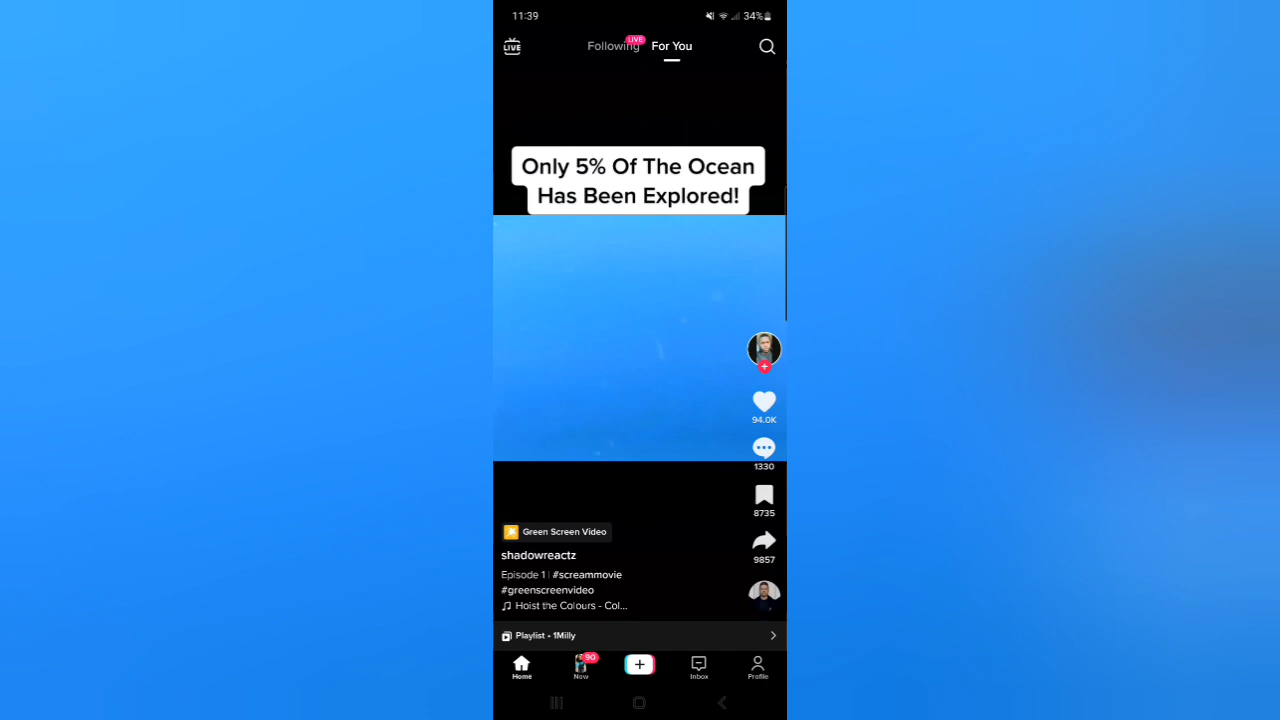 11:39
34%
LIVE
Following
LIVE
For You
Only 5% Of The Ocean
Has Been Explored!
94.0K
1330
8735
9857
Green Screen Video
shadowreactz
Episode 1 | #screammovie
#greenscreenvideo
Hoist the Colours - Col...
Playlist • 1Milly
90
Home
Now
Inbox
Profile